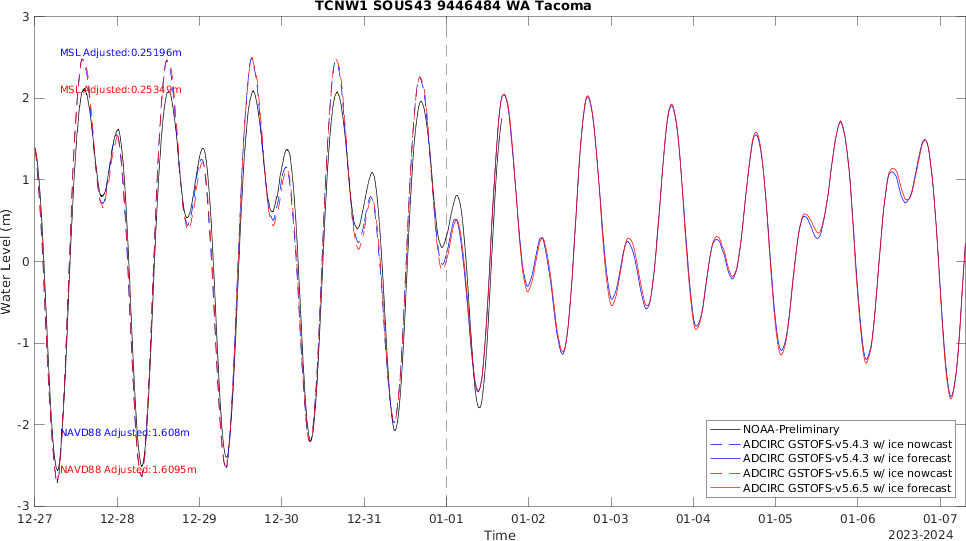 TCNW1 SOUS43 9446484 WA Tacoma
3
2
1
0
-1
-2
-3
Water Level (m)
MSL Adjusted:0.25196m
MSL Adjusted:0.25349m
NAVD88 Adjusted:1.608m
NAVD88 Adjusted:1.6095m
NOAA-Preliminary
ADCIRC GSTOFS-v5.4.3 w/ ice nowcast
ADCIRC GSTOFS-v5.4.3 w/ ice forecast
ADCIRC GSTOFS-v5.6.5 w/ ice nowcast
ADCIRC GSTOFS-v5.6.5 w/ ice forecast
12-27 12-28 12-29 12-30 12-31 01-01 01-02 01-03 01-04 01-05 01-06 01-07
Time
2023-2024